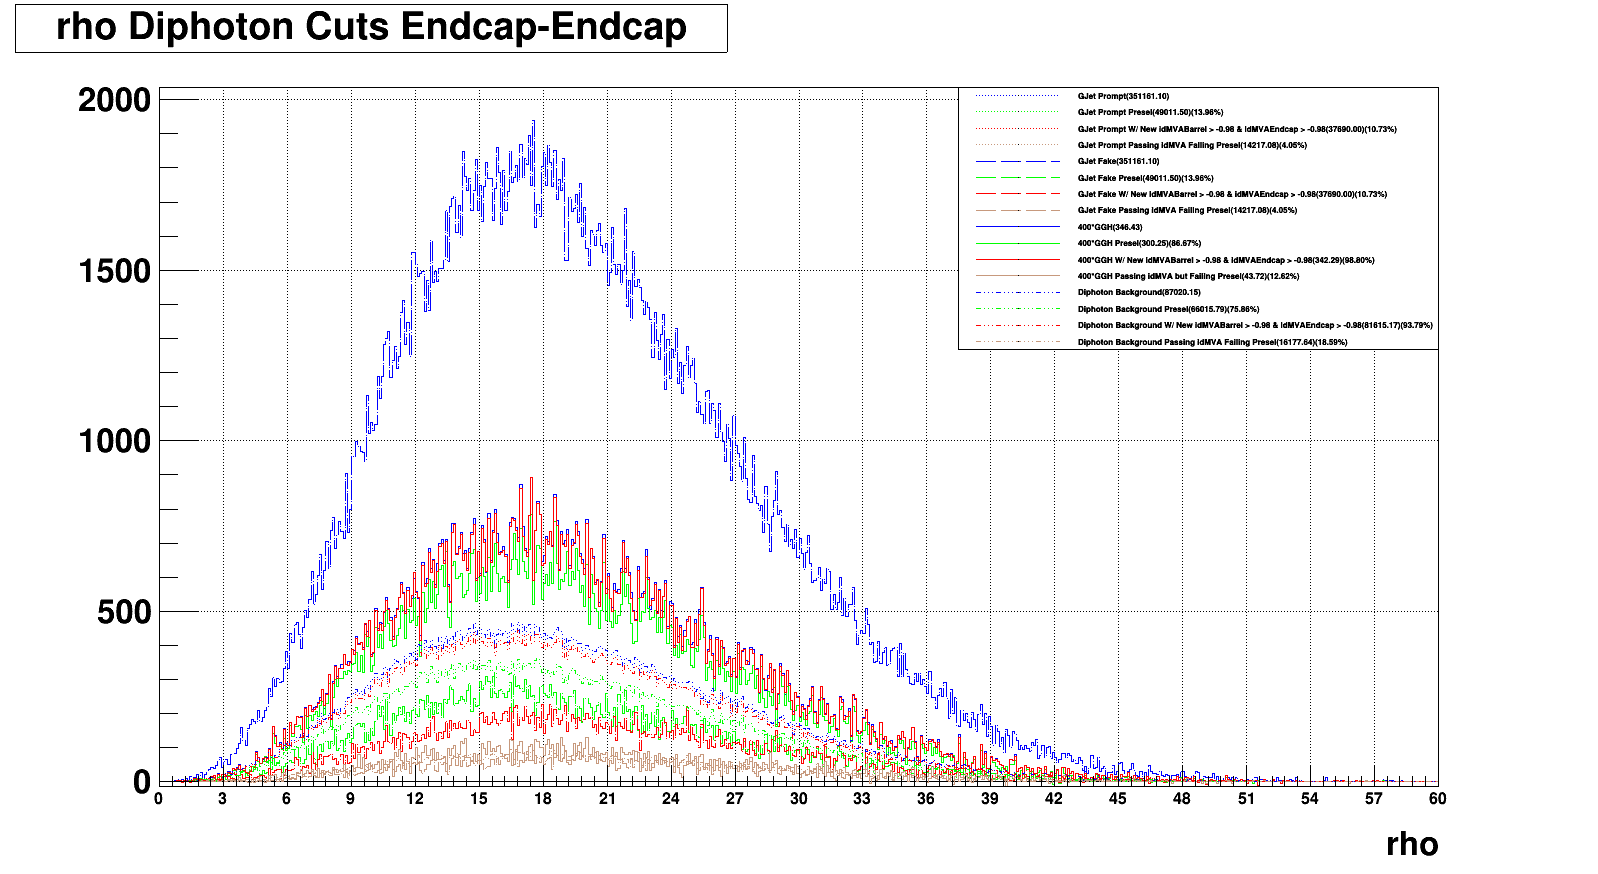 rho Diphoton Cuts Endcap-Endcap
2000
1500
1000
500
0
GJet Prompt(351161.10)
GJet Prompt Presel(49011.50)(13.96%)
GJet Prompt W/ New idMVABarrel > -0.98 & idMVAEndcap > -0.98(37690.00)(10.73%)
GJet Prompt Passing idMVA Failing Presel(14217.08)(4.05%)
GJet Fake(351161.10)
GJet Fake Presel(49011.50)(13.96%)
GJet Fake W/ New idMVABarrel > -0.98 & idMVAEndcap > -0.98(37690.00)(10.73%)
GJet Fake Passing idMVA Failing Presel(14217.08)(4.05%)
400*GGH(346.43)
400*GGH Presel(300.25)(86.67%)
400*GGH W/ New idMVABarrel > -0.98 & idMVAEndcap > -0.98(342.29)(98.80%)
400*GGH Passing idMVA but Failing Presel(43.72)(12.62%)
Diphoton Background(87020.15)
Diphoton Background Presel(66015.79)(75.86%)
Diphoton Background W/ New idMVABarrel > -0.98 & idMVAEndcap > -0.98(81615.17)(93.79%)
Diphoton Background Passing idMVA Failing Presel(16177.64)(18.59%)
0 3 6 9 12 15 18 21 24 27 30 33 36 39 42 45 48 51 54 57 60
rho